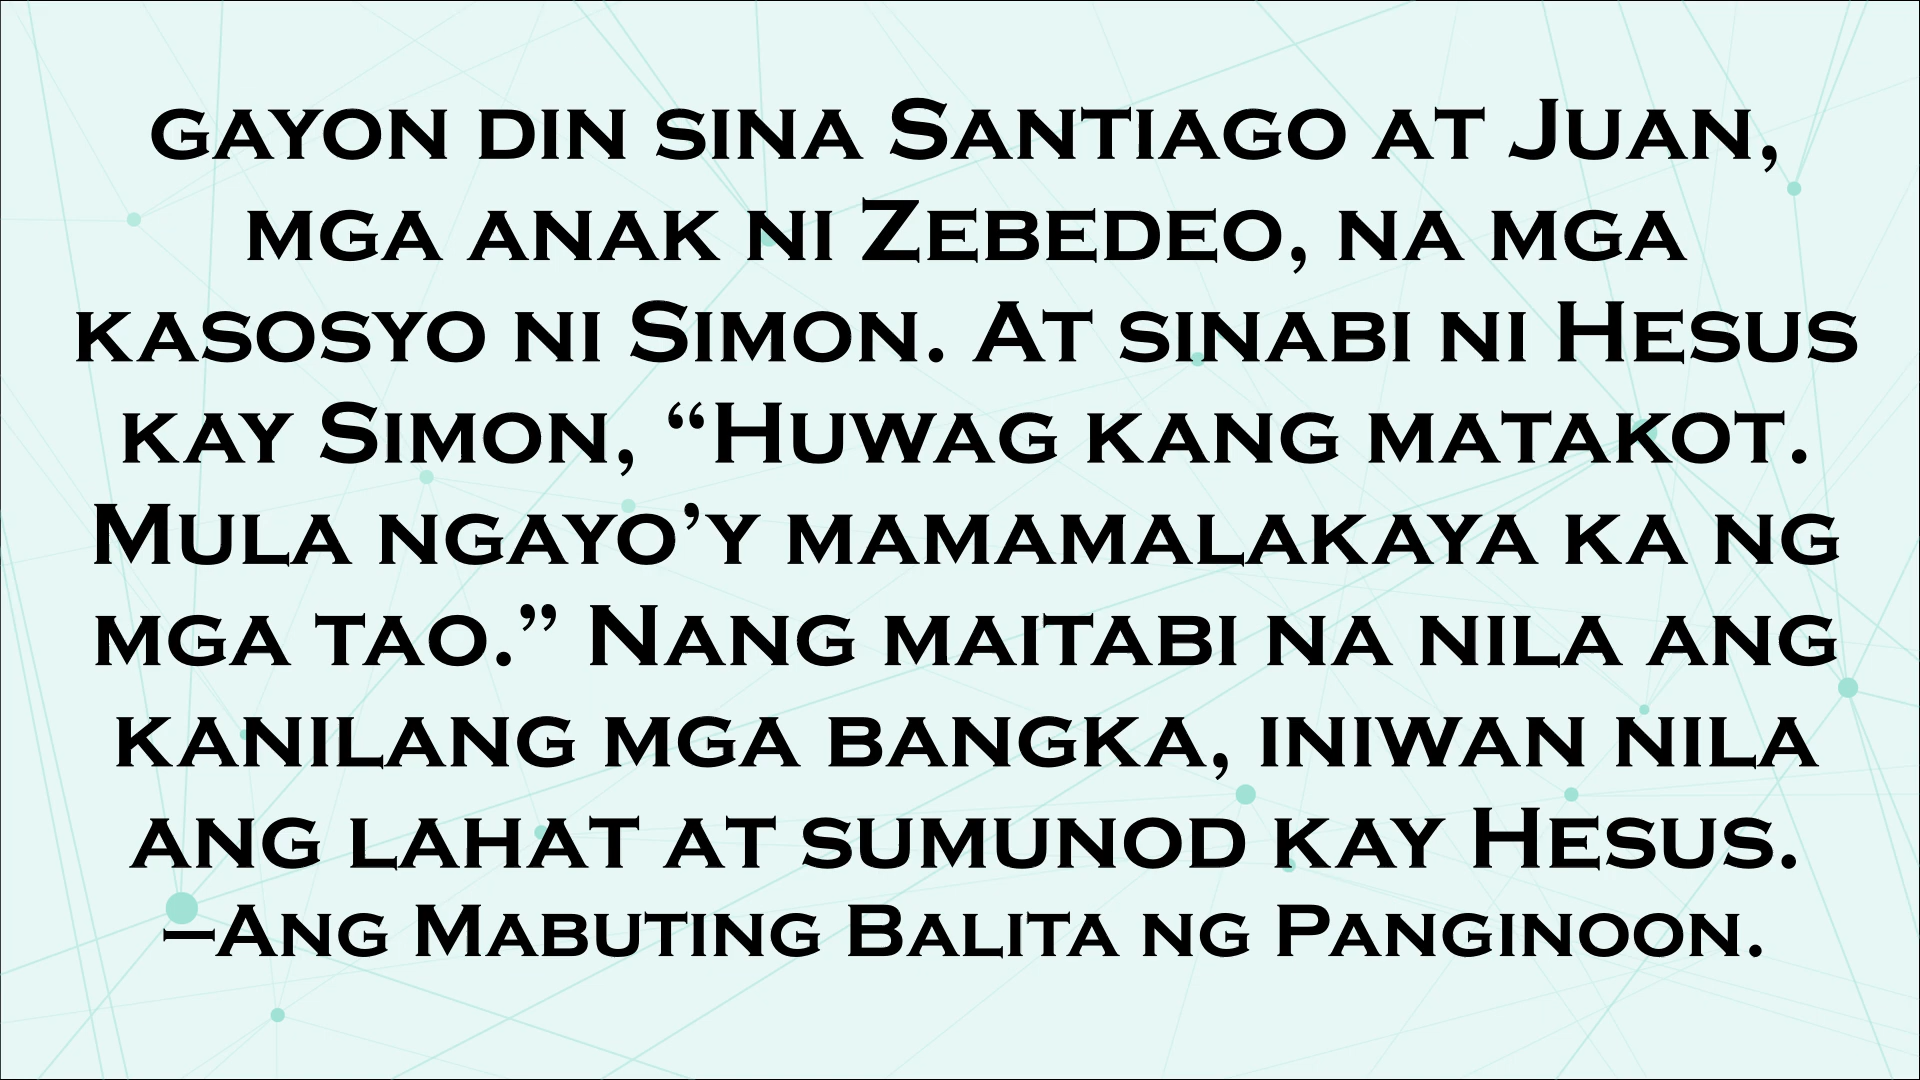 gayon din sina Santiago at Juan,
mga anak ni Zebedeo, na mga
kasosyo ni Simon. At sinabi ni Hesus
kay Simon, “Huwag kang matakot.
Mula ngayo’y mamamalakaya ka ng
mga tao.” Nang maitabi na nila ang
kanilang mga bangka, iniwan nila
ang lahat at sumunod kay Hesus.
—Ang Mabuting Balita ng Panginoon.